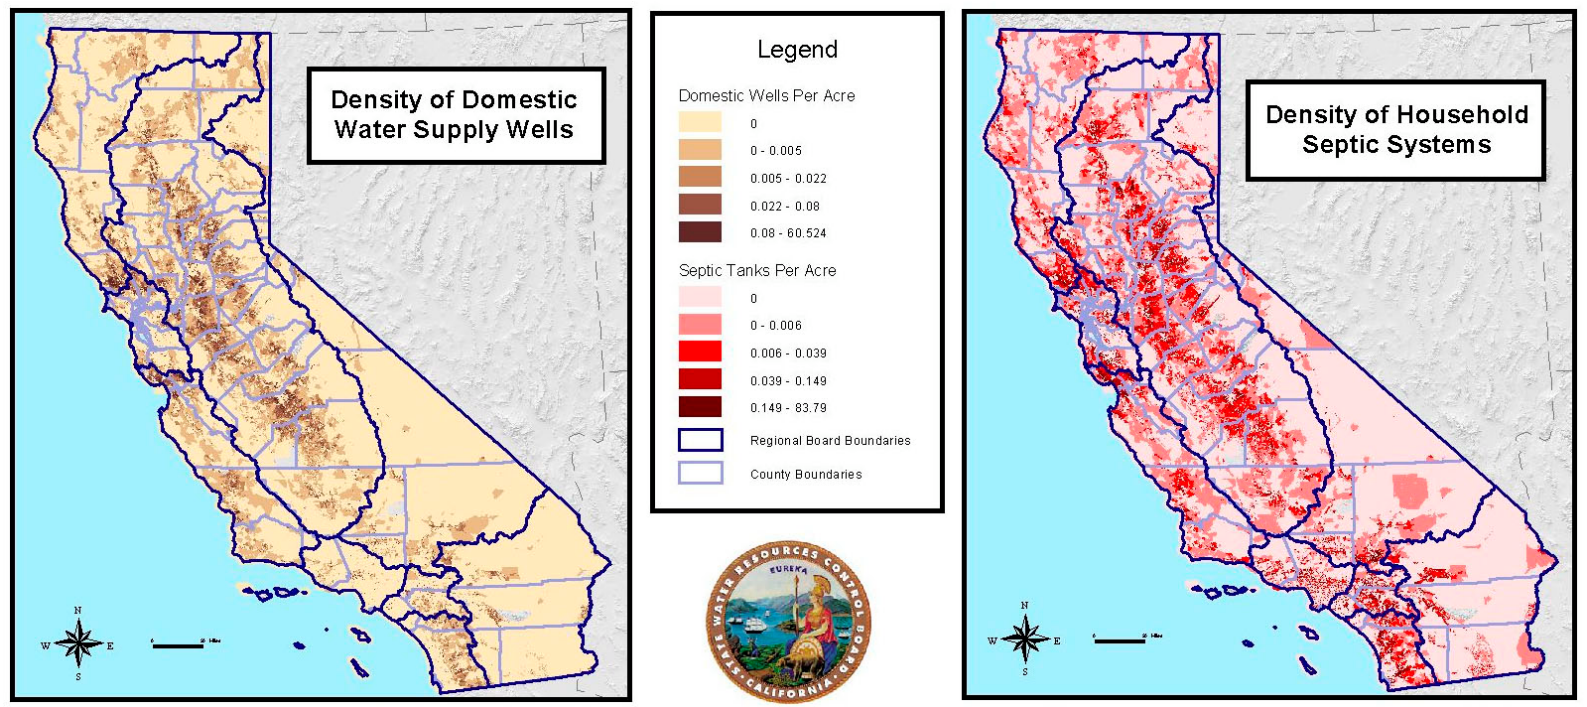 Density of Domestic
Water Supply Wells
N
W
E
S
0
Miles
Legend
Domestic Wells Per Acre
0
0 - 0.005
0.005 - 0.022
0.022 - 0.08
0.08 - 60.524
Septic Tanks Per Acre
0
0 - 0.006
0.006 - 0.039
0.039 - 0.149
0.149 - 83.79
Regional Board Boundaries
County Boundaries
STATE WATER RESOURCES CONTROL BOARD
EUREKA
CALIFORNIA
Density of Household
Septic Systems
N
W
E
S
0